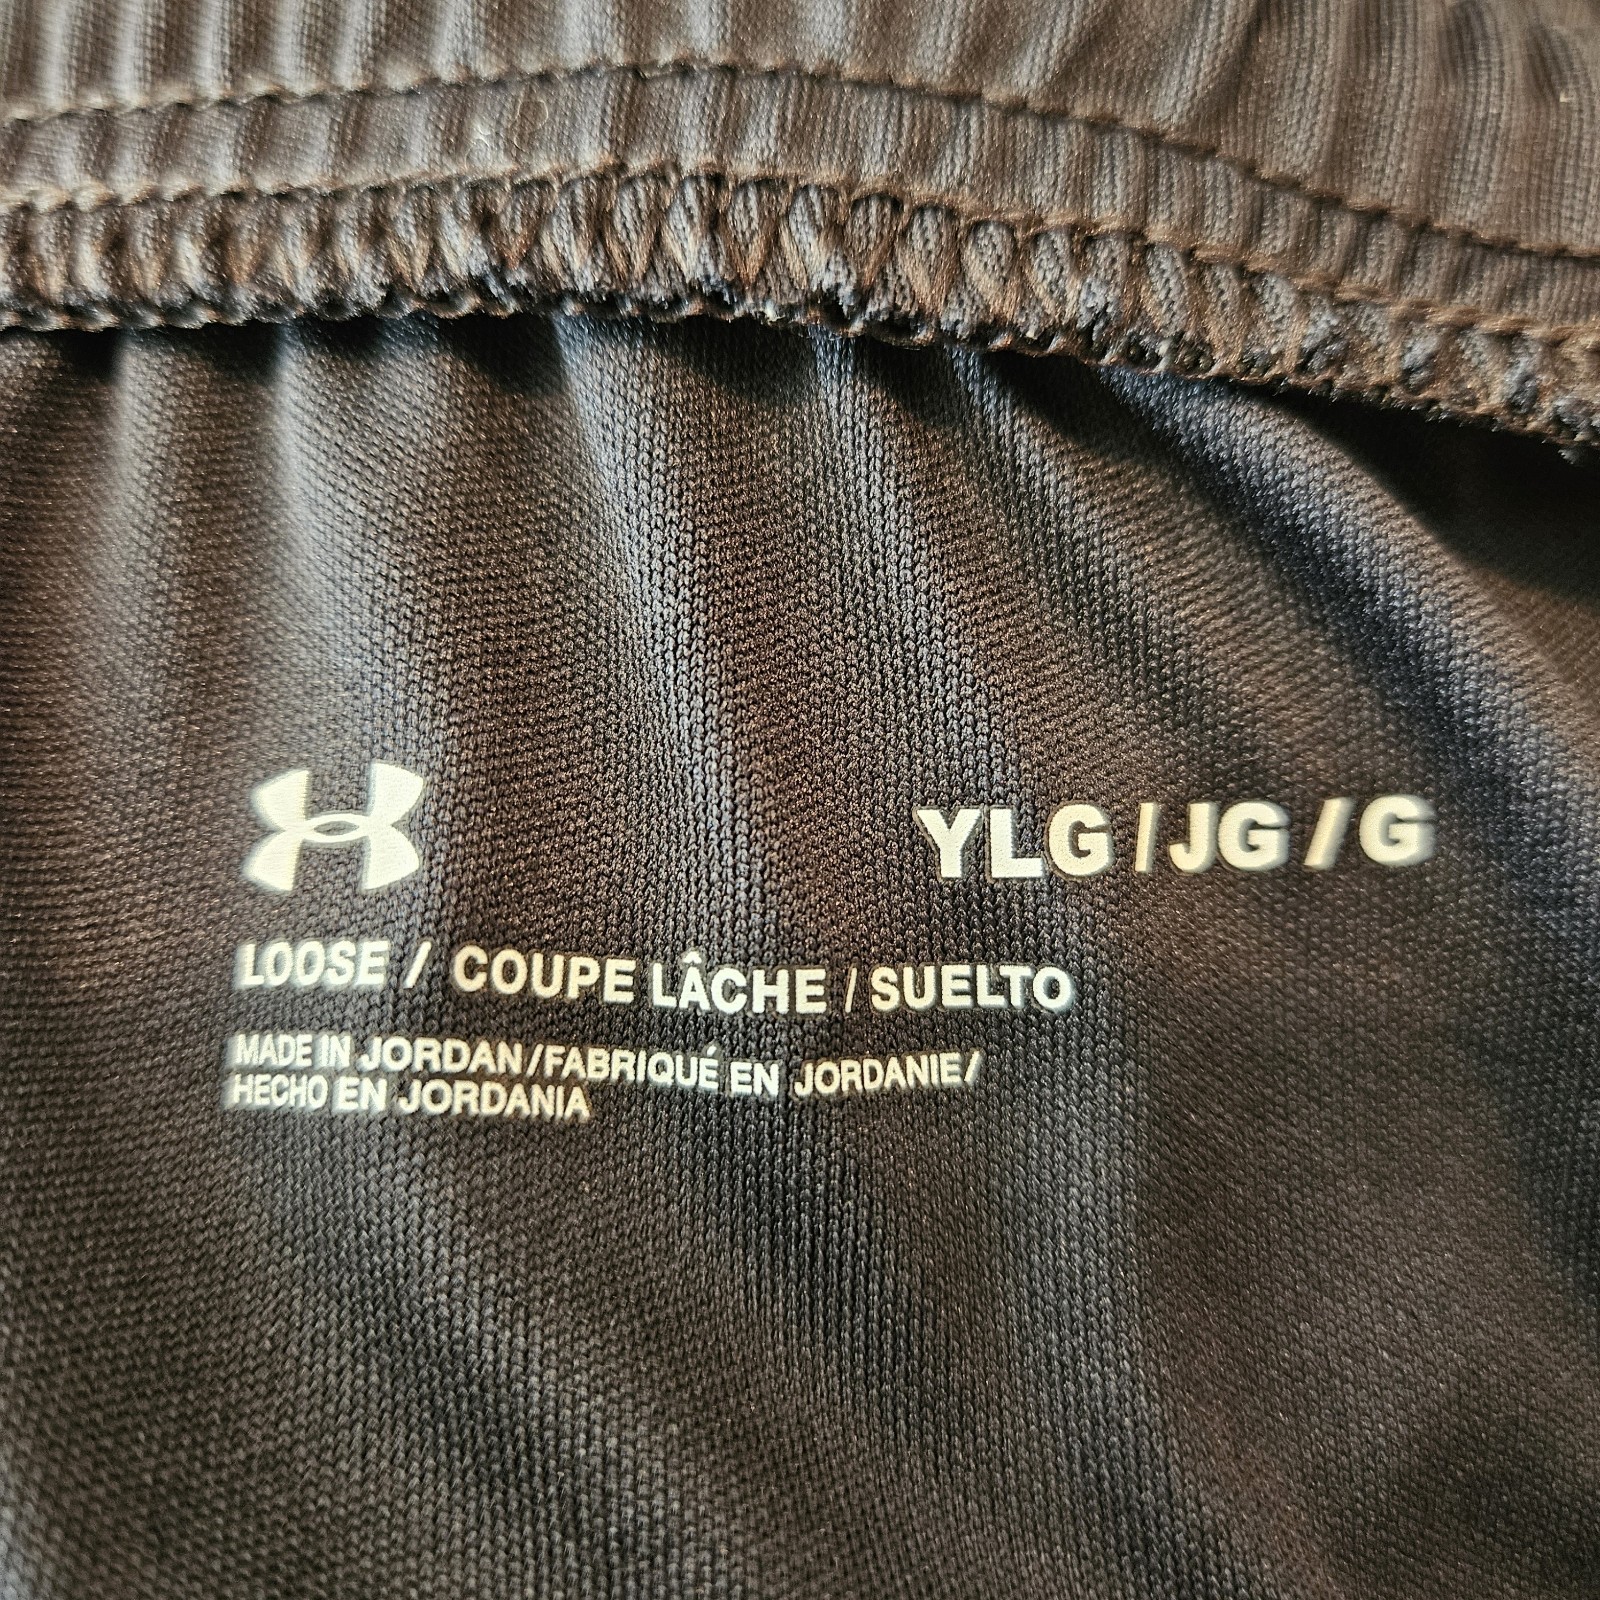 YLG / JG / G
LOOSE / COUPE LÂCHE / SUELTO
MADE IN JORDAN/FABRIQUÉ EN JORDANIE/
HECHO EN JORDANIA